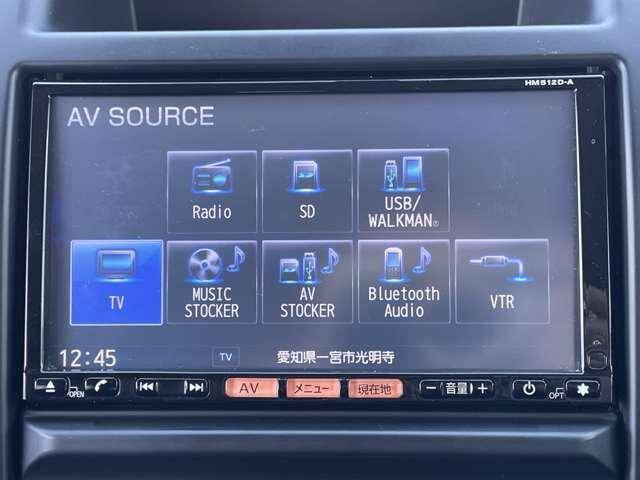 HM512D-A
AV SOURCE
Radio
SD
USB/
WALKMAN®
TV
MUSIC
STOCKER
AV
STOCKER
Bluetooth
Audio
VTR
12:45
TV
愛知県一宮市光明寺
OPEN
AV
メニュー
現在地
− 音量 +
OPT